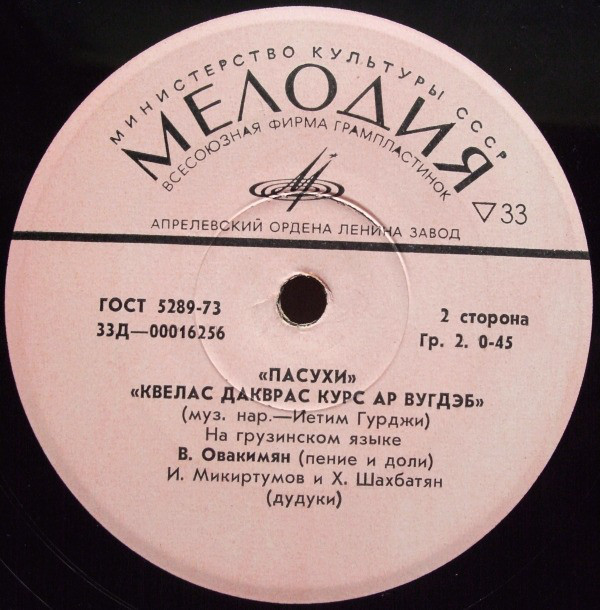 МИНИСТЕРСТВО КУЛЬТУРЫ СССР
МЕЛОДИЯ
ВСЕСОЮЗНАЯ ФИРМА ГРАМПЛАСТИНОК
▽33
АПРЕЛЕВСКИЙ ОРДЕНА ЛЕНИНА ЗАВОД
ГОСТ 5289-73
33Д—00016256
2 сторона
Гр. 2. 0-45
«ПАСУХИ»
«КВЕЛАС ДАКВРАС КУРС АР ВУГДЭБ»
(муз. нар.—Иетим Гурджи)
На грузинском языке
В. Овакимян (пение и доли)
И. Микиртумов и Х. Шахбатян
(дудуки)